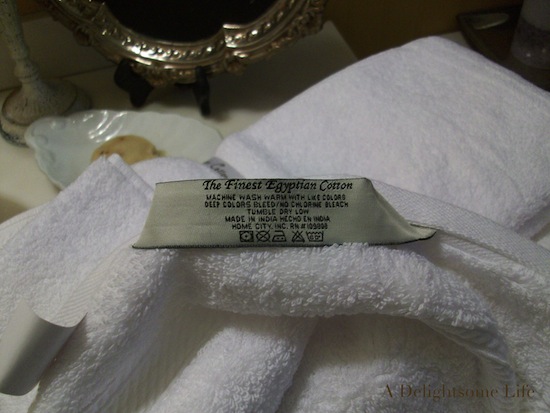 The Finest Egyptian Cotton
MACHINE WASH WARM WITH LIKE COLORS
DEEP COLORS BLEED/NO CHLORINE BLEACH
TUMBLE DRY LOW
MADE IN INDIA HECHO EN INDIA
HOME CITY, INC. RN #109898
A Delightsome Life